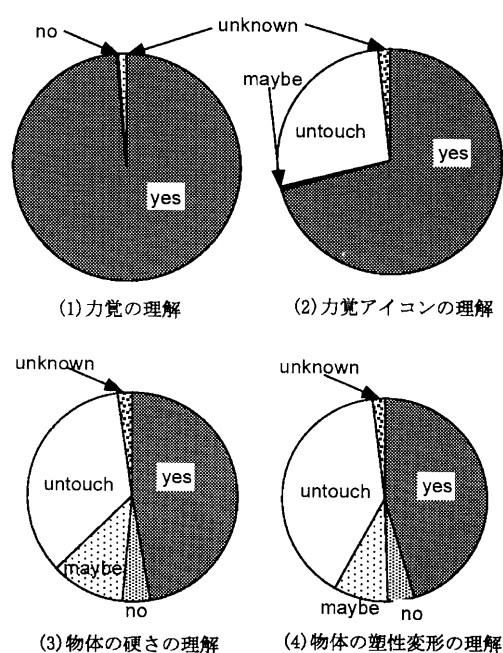 no
unknown
maybe
untouch
yes
yes
(1)力覚の理解
(2)力覚アイコンの理解
unknown
untouch
yes
maybe
no
(3)物体の硬さの理解
unknown
untouch
yes
maybe
no
(4)物体の塑性変形の理解